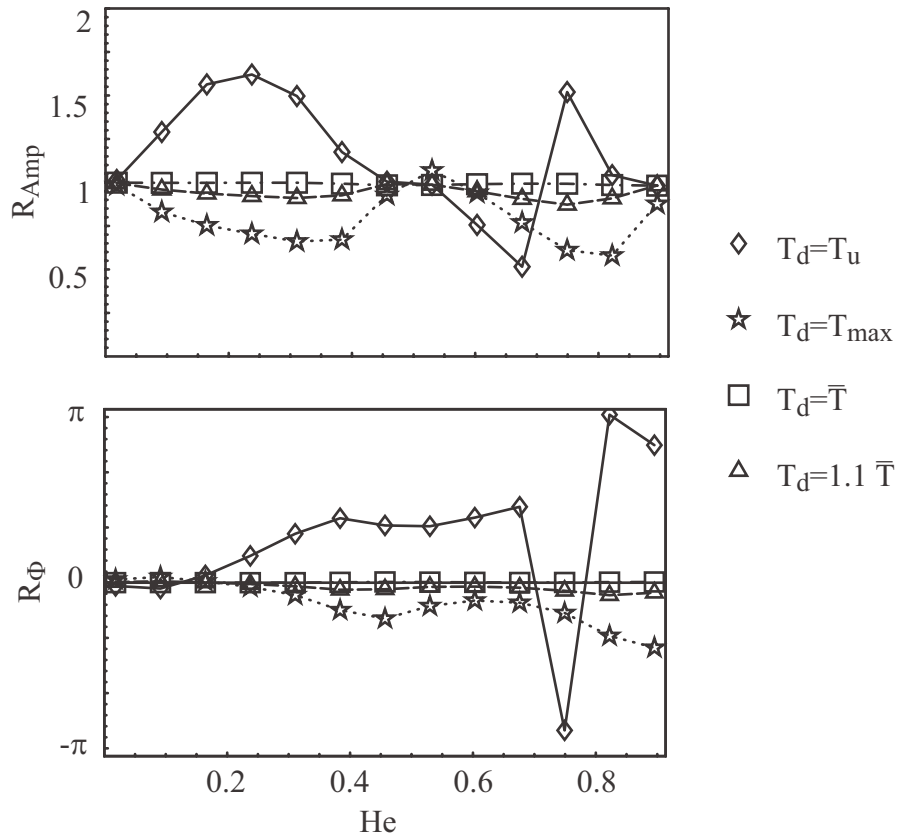 2
1.5
1
0.5
R_Amp
T_d=T_u
T_d=T_max
T_d=T̅
T_d=1.1 T̅
π
0
-π
R_Φ
0.2 0.4 0.6 0.8
He